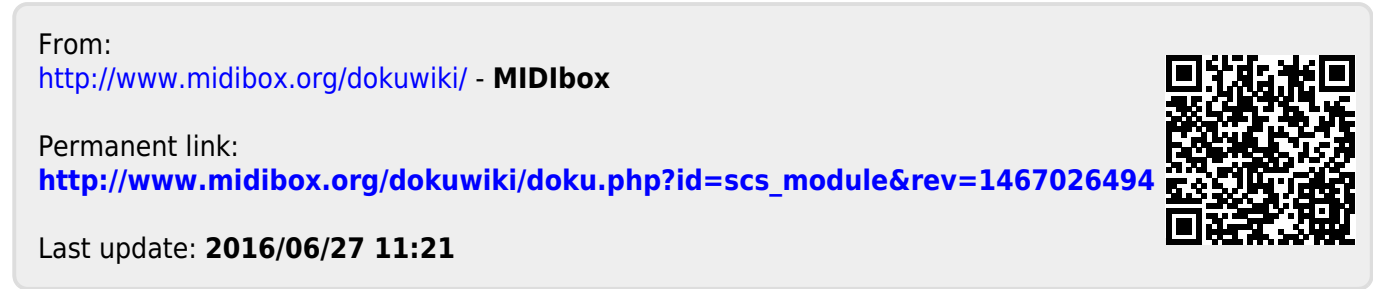 From:
http://www.midibox.org/dokuwiki/ - MIDIbox
Permanent link:
http://www.midibox.org/dokuwiki/doku.php?id=scs_module&rev=1467026494
Last update: 2016/06/27 11:21